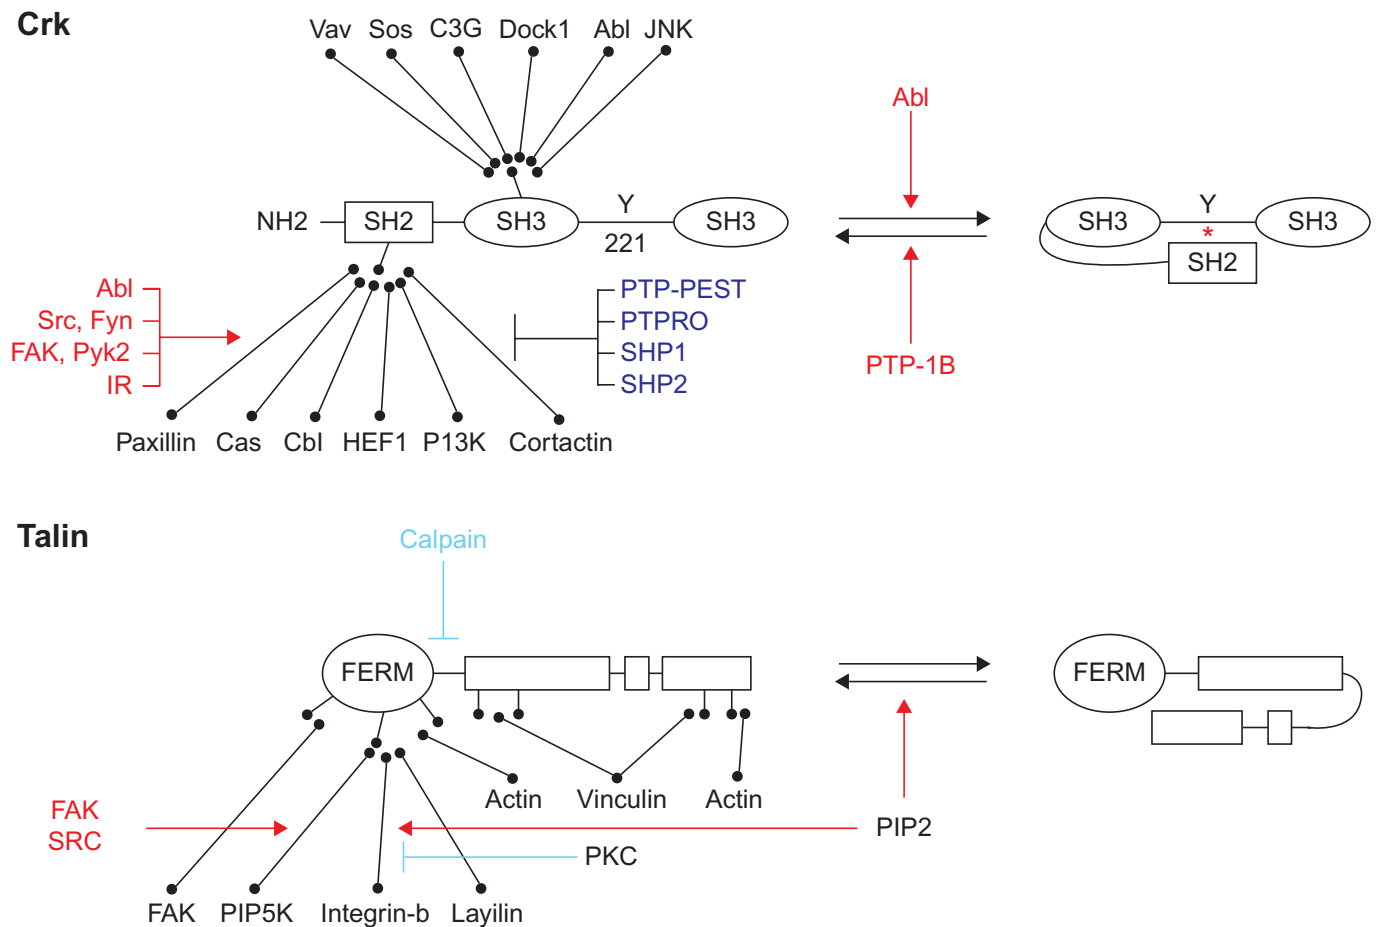 Crk
Vav Sos C3G Dock1 Abl JNK
Abl
NH2 SH2 SH3 Y 221 SH3
SH3 Y * SH3
SH2
Abl
Src, Fyn
FAK, Pyk2
IR
PTP-PEST
PTPRO
SHP1
SHP2
PTP-1B
Paxillin Cas Cbl HEF1 P13K Cortactin
Talin
Calpain
FERM
FERM
Actin Vinculin Actin
FAK
SRC
PIP2
PKC
FAK PIP5K Integrin-b Layilin